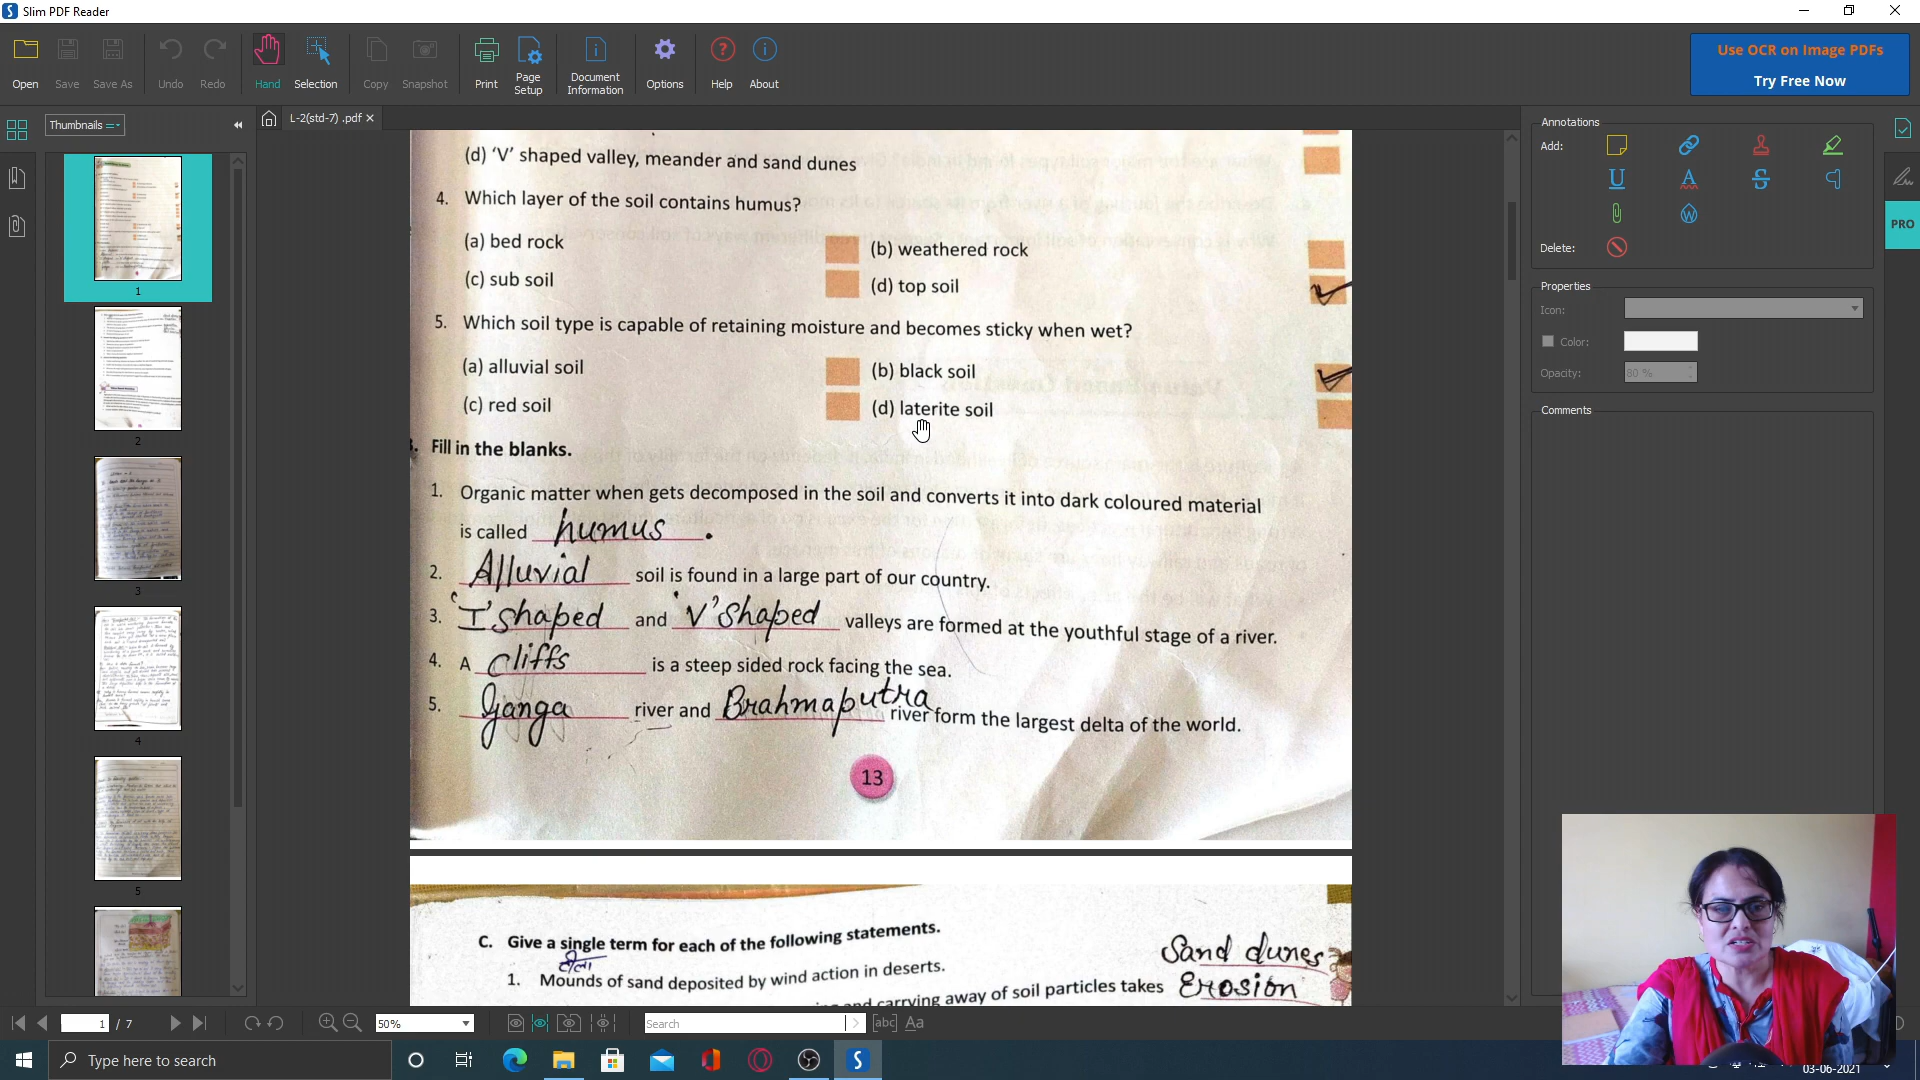 Slim PDF Reader
Open Save Save As Undo Redo Hand Selection Copy Snapshot Print Page Setup Document Information Options Help About
Use OCR on Image PDFs
Try Free Now
Thumbnails
L-2(std-7) .pdf
(d) 'V' shaped valley, meander and sand dunes
4. Which layer of the soil contains humus?
(a) bed rock (b) weathered rock
(c) sub soil (d) top soil
5. Which soil type is capable of retaining moisture and becomes sticky when wet?
(a) alluvial soil (b) black soil
(c) red soil (d) laterite soil
Fill in the blanks.
1. Organic matter when gets decomposed in the soil and converts it into dark coloured material
is called humus.
2. Alluvial soil is found in a large part of our country.
3. 'I' shaped and 'V' shaped valleys are formed at the youthful stage of a river.
4. A cliffs is a steep sided rock facing the sea.
5. Ganga river and Brahmaputra river form the largest delta of the world.
13
C. Give a single term for each of the following statements.
टीला
1. Mounds of sand deposited by wind action in deserts. Sand dunes
and carrying away of soil particles takes Erosion
1
2
3
4
5
Annotations
Add:
Delete:
PRO
Properties
Icon:
Color:
Opacity: 80 %
Comments
1 / 7
50%
Search
[abc] Aa
Type here to search
03-06-2021